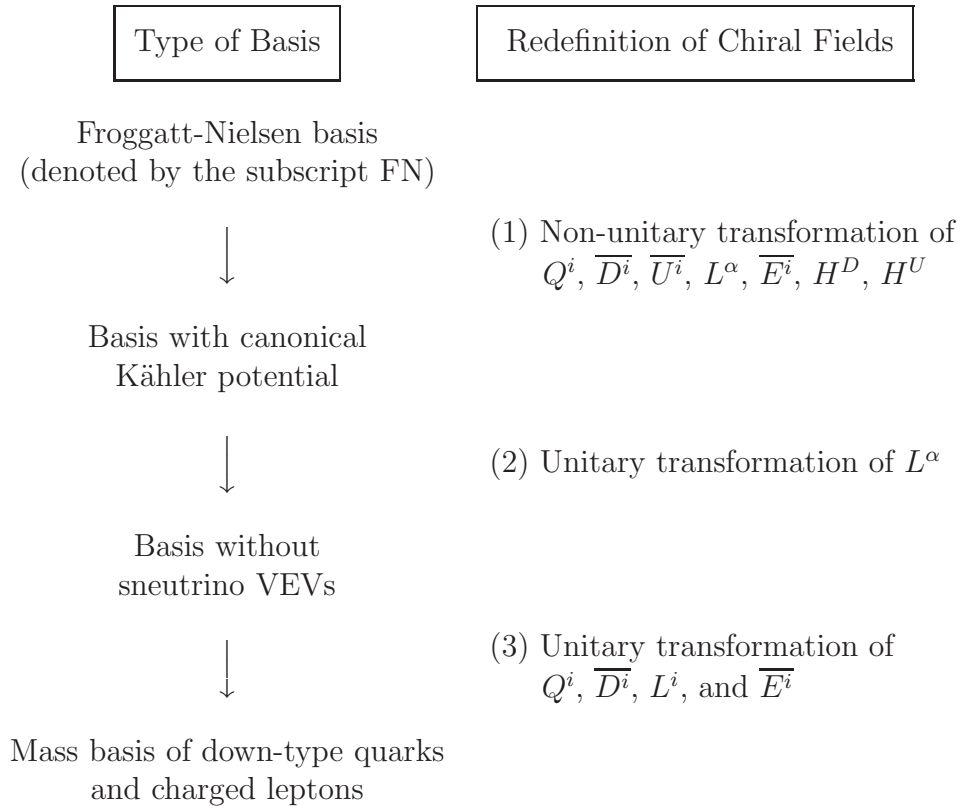 Type of Basis
Redefinition of Chiral Fields
Froggatt-Nielsen basis
(denoted by the subscript FN)
(1) Non-unitary transformation of
$Q^i$, $\overline{D^i}$, $\overline{U^i}$, $L^\alpha$, $\overline{E^i}$, $H^D$, $H^U$
Basis with canonical
Kähler potential
(2) Unitary transformation of $L^\alpha$
Basis without
sneutrino VEVs
(3) Unitary transformation of
$Q^i$, $\overline{D^i}$, $L^i$, and $\overline{E^i}$
Mass basis of down-type quarks
and charged leptons